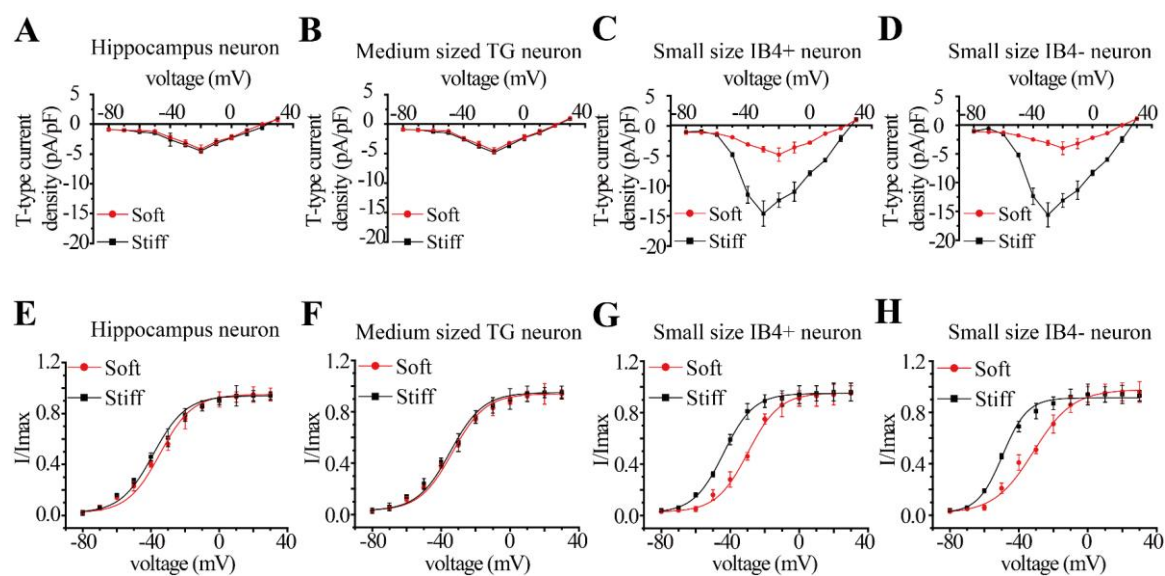 A
Hippocampus neuron
voltage (mV)
-80 -40 0 40
5
0
-5
-10
-15
-20
T-type current
density (pA/pF)
Soft
Stiff
B
Medium sized TG neuron
voltage (mV)
-80 -40 0 40
5
0
-5
-10
-15
-20
T-type current
density (pA/pF)
Soft
Stiff
C
Small size IB4+ neuron
voltage (mV)
-80 -40 0 40
5
0
-5
-10
-15
-20
T-type current
density (pA/pF)
Soft
Stiff
D
Small size IB4- neuron
voltage (mV)
-80 -40 0 40
5
0
-5
-10
-15
-20
T-type current
density (pA/pF)
Soft
Stiff
E
Hippocampus neuron
1.2
0.8
0.4
0.0
I/Imax
Soft
Stiff
-80 -40 0 40
voltage (mV)
F
Medium sized TG neuron
1.2
0.8
0.4
0.0
I/Imax
Soft
Stiff
-80 -40 0 40
voltage (mV)
G
Small size IB4+ neuron
1.2
0.8
0.4
0.0
I/Imax
Soft
Stiff
-80 -40 0 40
voltage (mV)
H
Small size IB4- neuron
1.2
0.8
0.4
0.0
I/Imax
Soft
Stiff
-80 -40 0 40
voltage (mV)